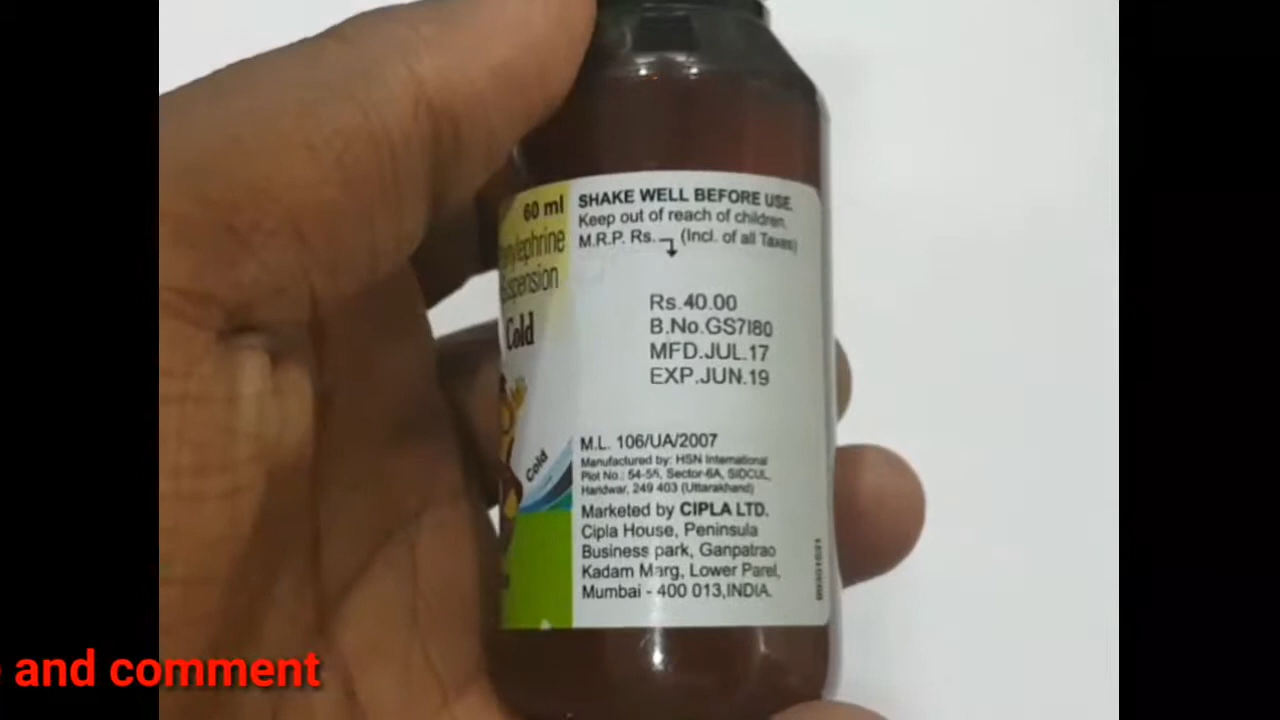 60 ml
Suspension
Cold
Cold
SHAKE WELL BEFORE USE.
Keep out of reach of children.
M.R.P. Rs. (Incl. of all Taxes)
Rs.40.00
B.No.GS7I80
MFD.JUL.17
EXP.JUN.19
M.L. 106/UA/2007
Manufactured by: HSN International
Plot No.: 54-55, Sector-6A, SIDCUL,
Haridwar, 249 403 (Uttarakhand)
Marketed by CIPLA LTD.
Cipla House, Peninsula
Business park, Ganpatrao
Kadam Marg, Lower Parel,
Mumbai - 400 013,INDIA.
and comment